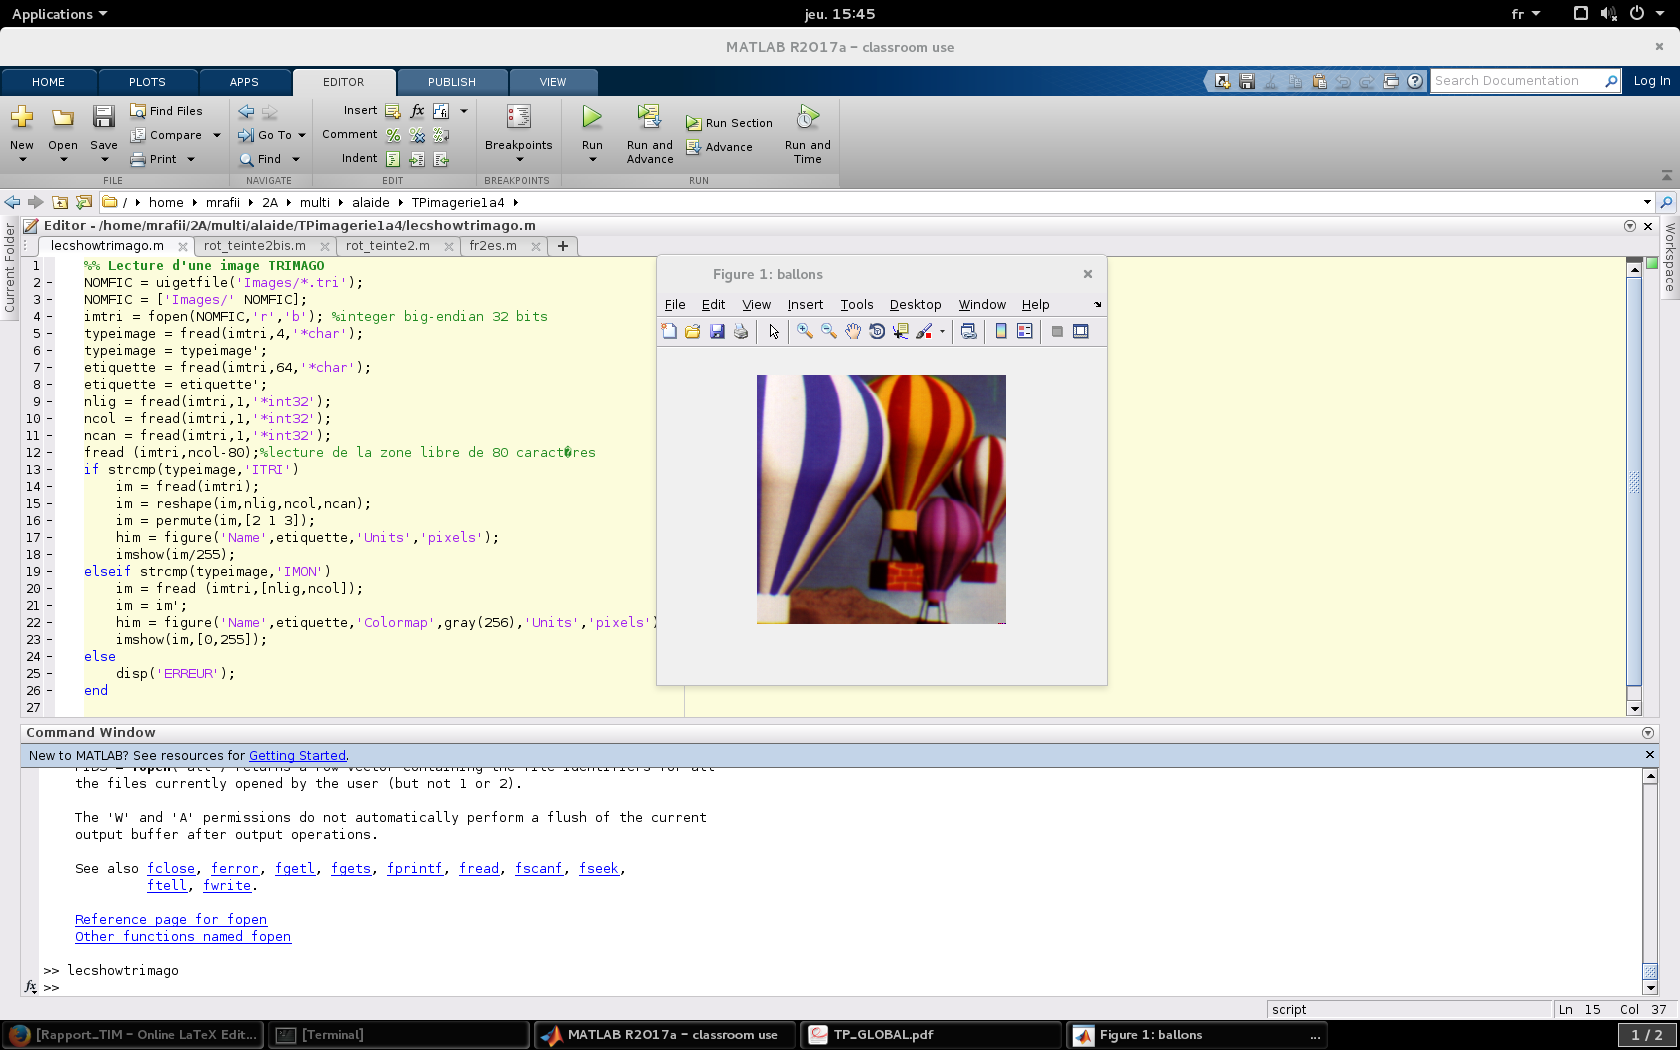 Applications
jeu. 15:45
fr
MATLAB R2017a - classroom use
HOME PLOTS APPS EDITOR PUBLISH VIEW
Search Documentation
Log In
New Open Save
Find Files
Compare
Print
FILE
Go To
Find
NAVIGATE
Insert
Comment
Indent
EDIT
Breakpoints
BREAKPOINTS
Run
Run and Advance
Run Section
Advance
Run and Time
RUN
/ home mrafii 2A multi alaide TPimagerie1a4
Current Folder
Workspace
Editor - /home/mrafii/2A/multi/alaide/TPimagerie1a4/lecshowtrimago.m
lecshowtrimago.m rot_teinte2bis.m rot_teinte2.m fr2es.m
1 %% Lecture d'une image TRIMAGO
2 - NOMFIC = uigetfile('Images/*.tri');
3 - NOMFIC = ['Images/' NOMFIC];
4 - imtri = fopen(NOMFIC,'r','b'); %integer big-endian 32 bits
5 - typeimage = fread(imtri,4,'*char');
6 - typeimage = typeimage';
7 - etiquette = fread(imtri,64,'*char');
8 - etiquette = etiquette';
9 - nlig = fread(imtri,1,'*int32');
10 - ncol = fread(imtri,1,'*int32');
11 - ncan = fread(imtri,1,'*int32');
12 - fread (imtri,ncol-80);%lecture de la zone libre de 80 caract�res
13 - if strcmp(typeimage,'ITRI')
14 - im = fread(imtri);
15 - im = reshape(im,nlig,ncol,ncan);
16 - im = permute(im,[2 1 3]);
17 - him = figure('Name',etiquette,'Units','pixels');
18 - imshow(im/255);
19 - elseif strcmp(typeimage,'IMON')
20 - im = fread (imtri,[nlig,ncol]);
21 - im = im';
22 - him = figure('Name',etiquette,'Colormap',gray(256),'Units','pixels')
23 - imshow(im,[0,255]);
24 - else
25 - disp('ERREUR');
26 - end
27
Figure 1: ballons
File Edit View Insert Tools Desktop Window Help
Command Window
New to MATLAB? See resources for Getting Started.
the files currently opened by the user (but not 1 or 2).
The 'W' and 'A' permissions do not automatically perform a flush of the current
output buffer after output operations.
See also fclose, ferror, fgetl, fgets, fprintf, fread, fscanf, fseek,
ftell, fwrite.
Reference page for fopen
Other functions named fopen
>> lecshowtrimago
fx >>
script
Ln 15 Col 37
[Rapport_TIM - Online LaTeX Edit...
[Terminal]
MATLAB R2017a - classroom use
TP_GLOBAL.pdf
Figure 1: ballons
...
1 / 2